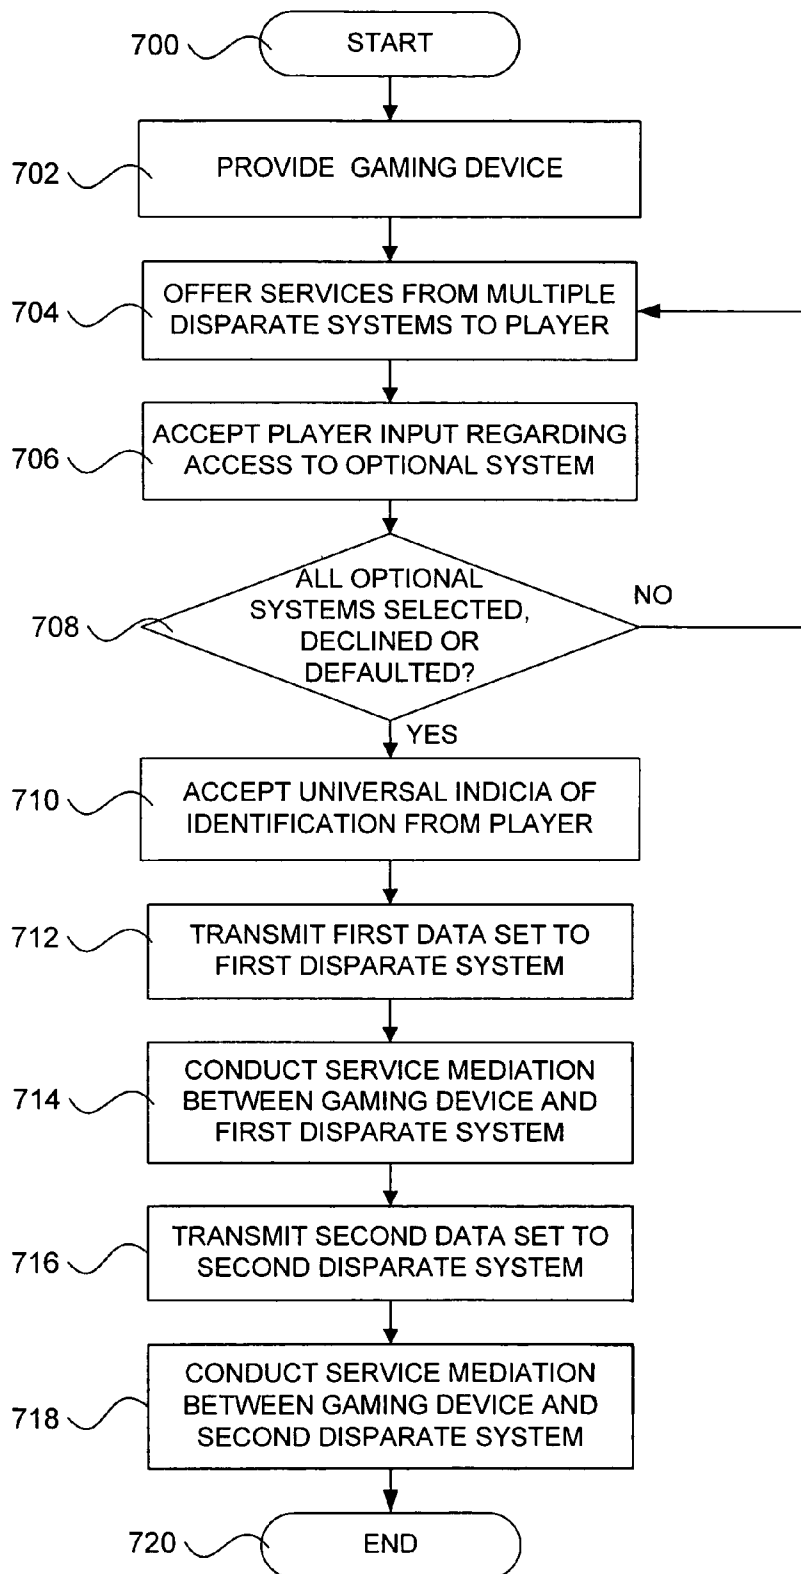 700
START
702
PROVIDE GAMING DEVICE
704
OFFER SERVICES FROM MULTIPLE
DISPARATE SYSTEMS TO PLAYER
706
ACCEPT PLAYER INPUT REGARDING
ACCESS TO OPTIONAL SYSTEM
708
ALL OPTIONAL
SYSTEMS SELECTED,
DECLINED OR
DEFAULTED?
NO
YES
710
ACCEPT UNIVERSAL INDICIA OF
IDENTIFICATION FROM PLAYER
712
TRANSMIT FIRST DATA SET TO
FIRST DISPARATE SYSTEM
714
CONDUCT SERVICE MEDIATION
BETWEEN GAMING DEVICE AND
FIRST DISPARATE SYSTEM
716
TRANSMIT SECOND DATA SET TO
SECOND DISPARATE SYSTEM
718
CONDUCT SERVICE MEDIATION
BETWEEN GAMING DEVICE AND
SECOND DISPARATE SYSTEM
720
END